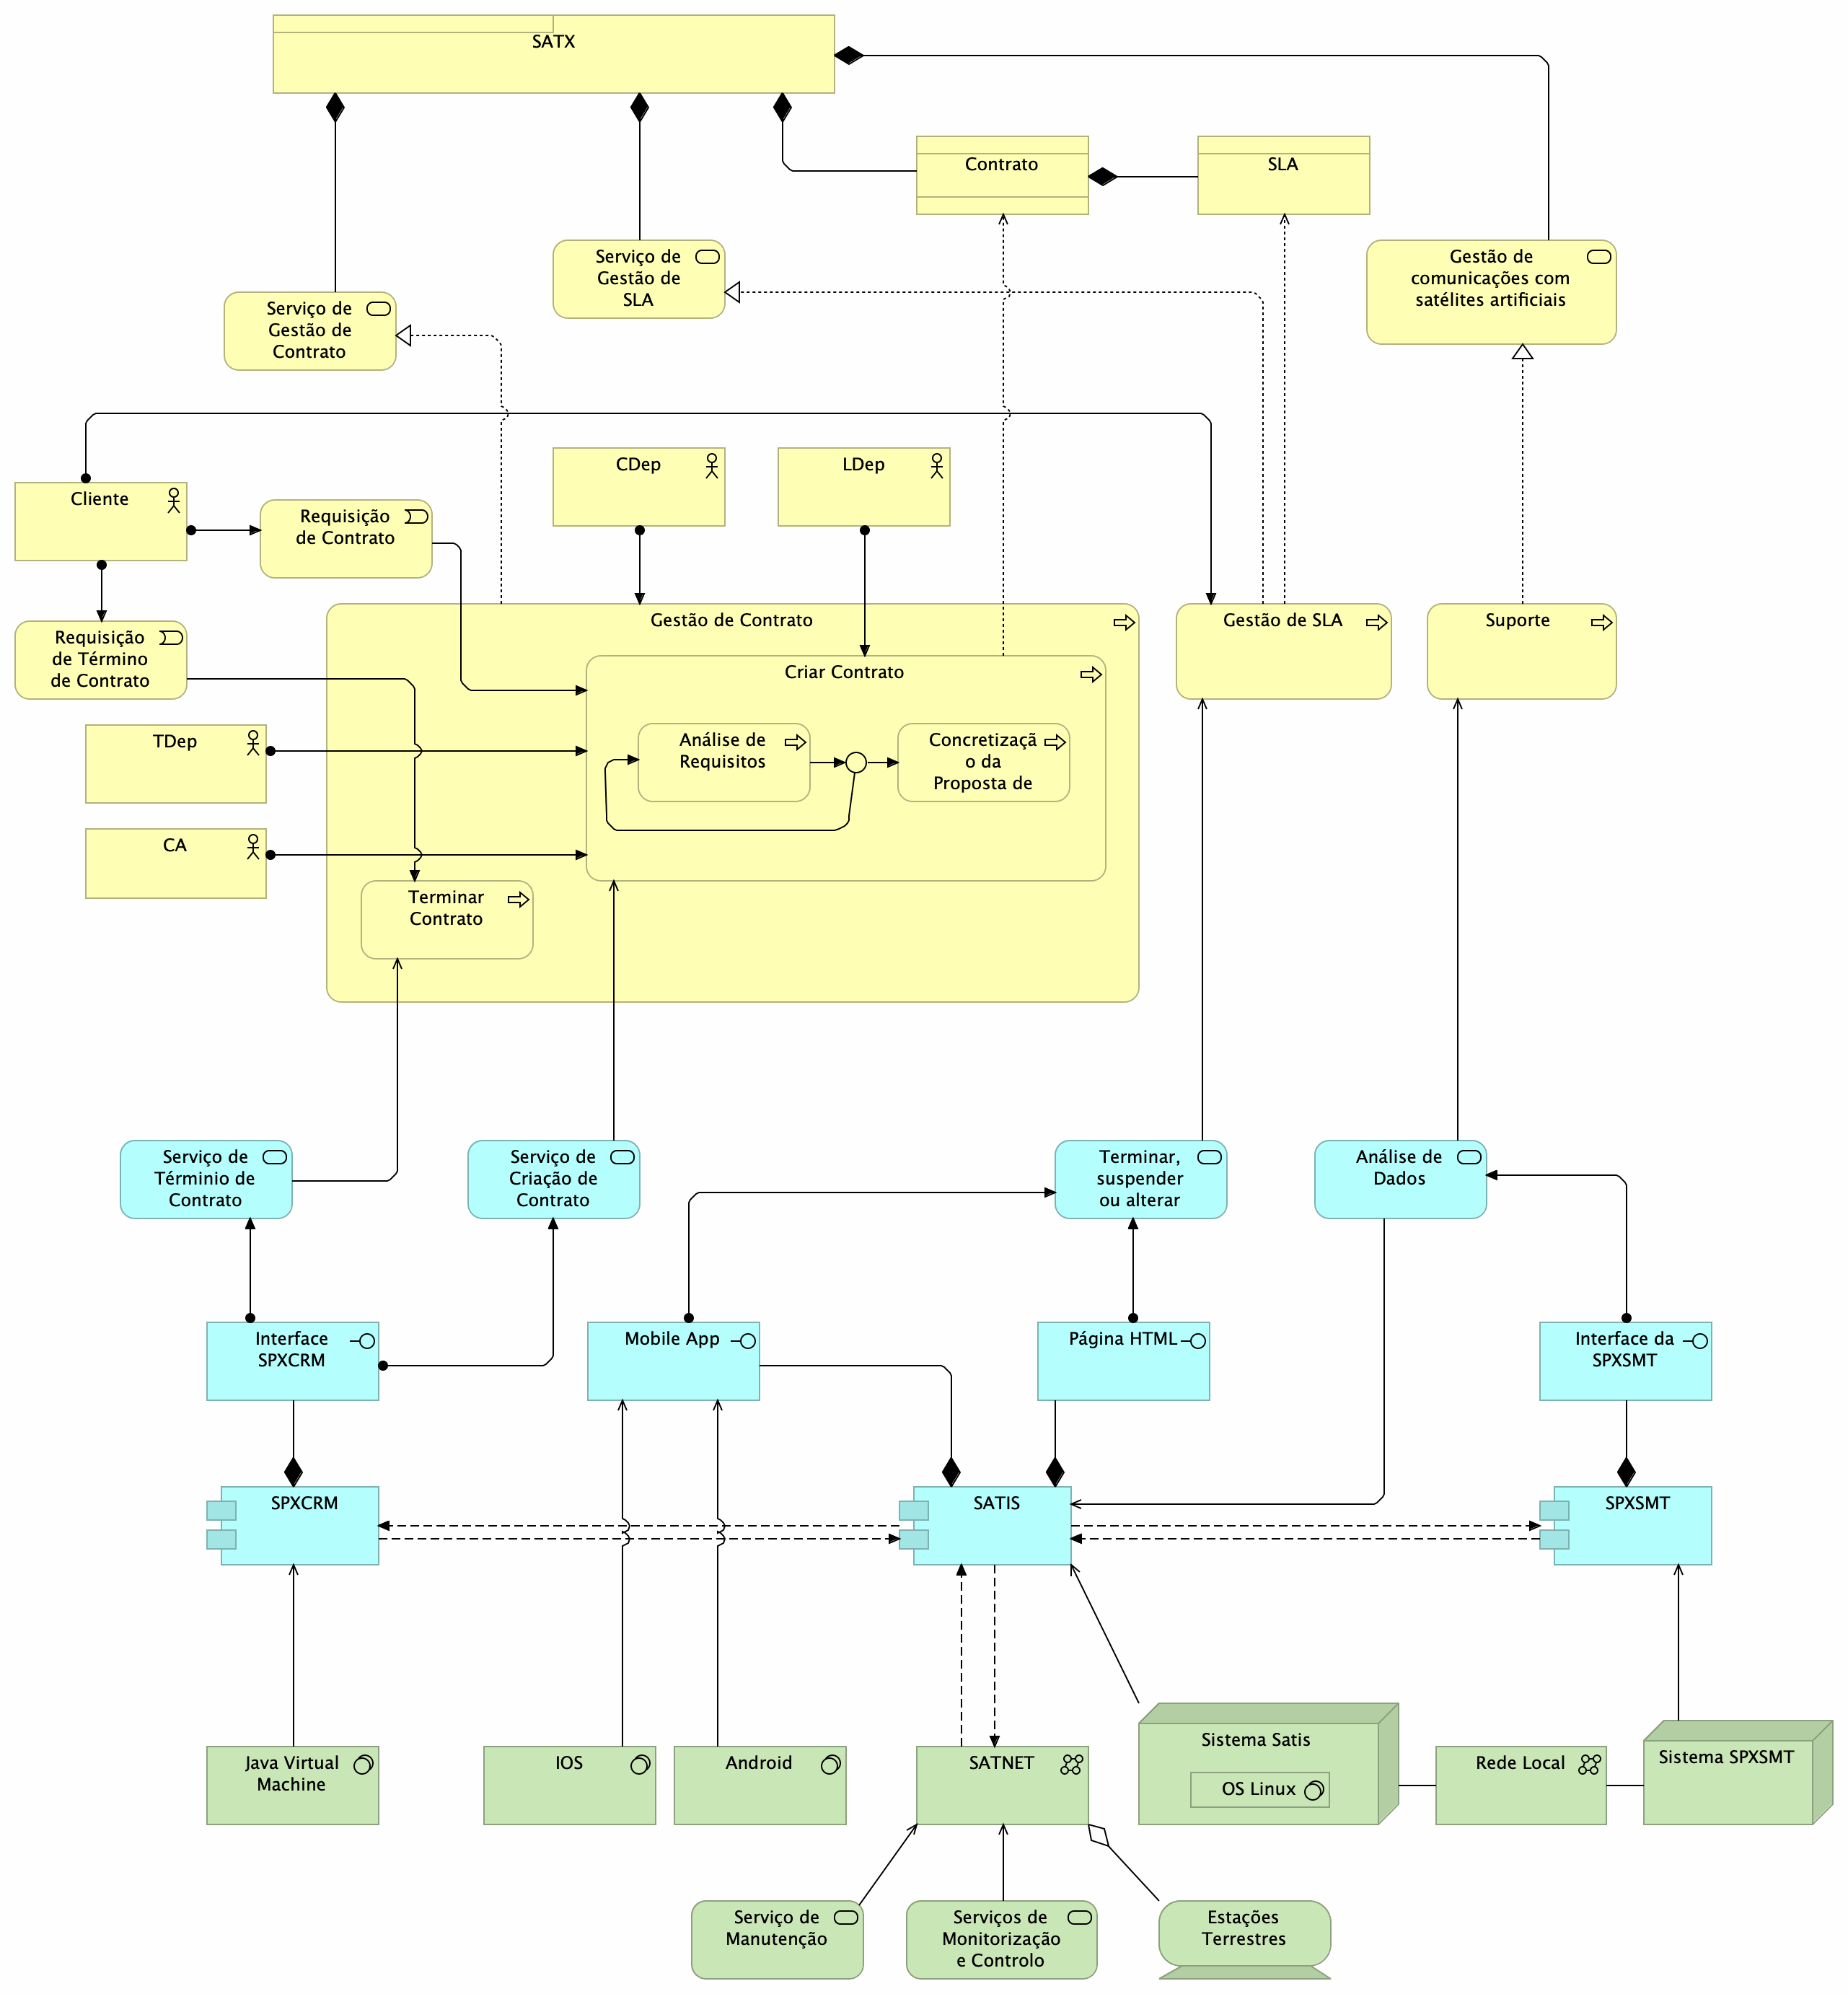 SATX
Contrato
SLA
Serviço de
Gestão de
SLA
Gestão de
comunicações com
satélites artificiais
Serviço de
Gestão de
Contrato
CDep
LDep
Cliente
Requisição
de Contrato
Gestão de Contrato
Gestão de SLA
Suporte
Requisição
de Término
de Contrato
Criar Contrato
TDep
Análise de
Requisitos
Concretizaçã
o da
Proposta de
CA
Terminar
Contrato
Serviço de
Términio de
Contrato
Serviço de
Criação de
Contrato
Terminar,
suspender
ou alterar
Análise de
Dados
Interface
SPXCRM
Mobile App
Página HTML
Interface da
SPXSMT
SPXCRM
SATIS
SPXSMT
Java Virtual
Machine
IOS
Android
SATNET
Sistema Satis
OS Linux
Rede Local
Sistema SPXSMT
Serviço de
Manutenção
Serviços de
Monitorização
e Controlo
Estações
Terrestres